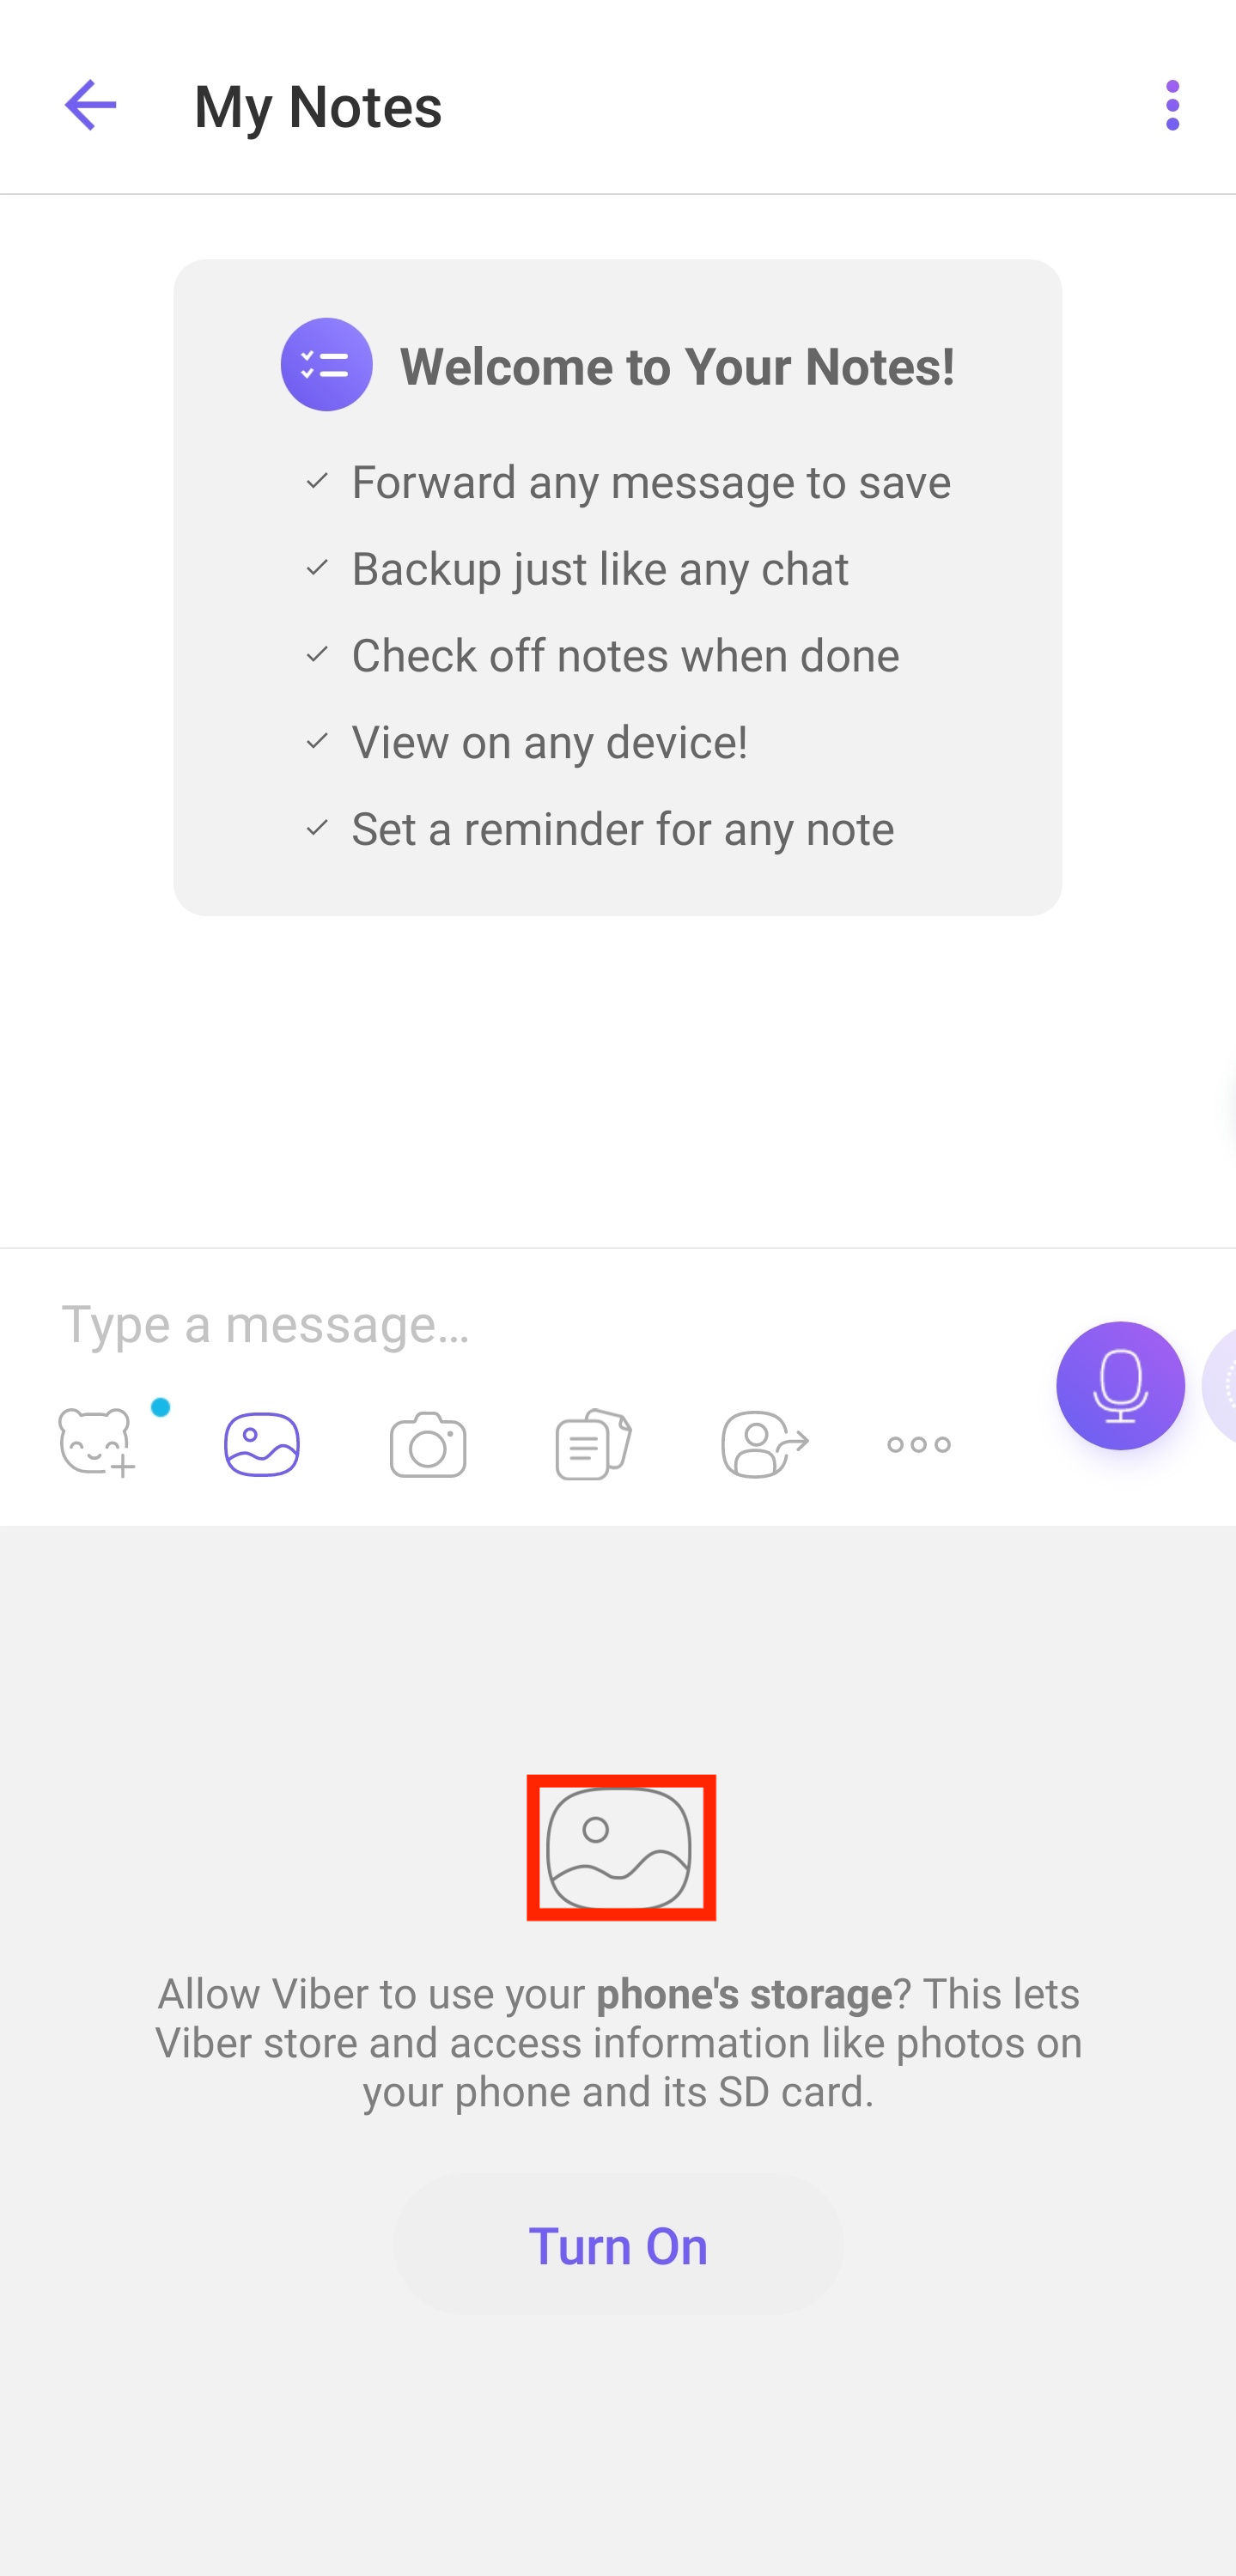 My Notes
Welcome to Your Notes!
Forward any message to save
Backup just like any chat
Check off notes when done
View on any device!
Set a reminder for any note
Type a message...
Allow Viber to use your phone's storage? This lets
Viber store and access information like photos on
your phone and its SD card.
Turn On